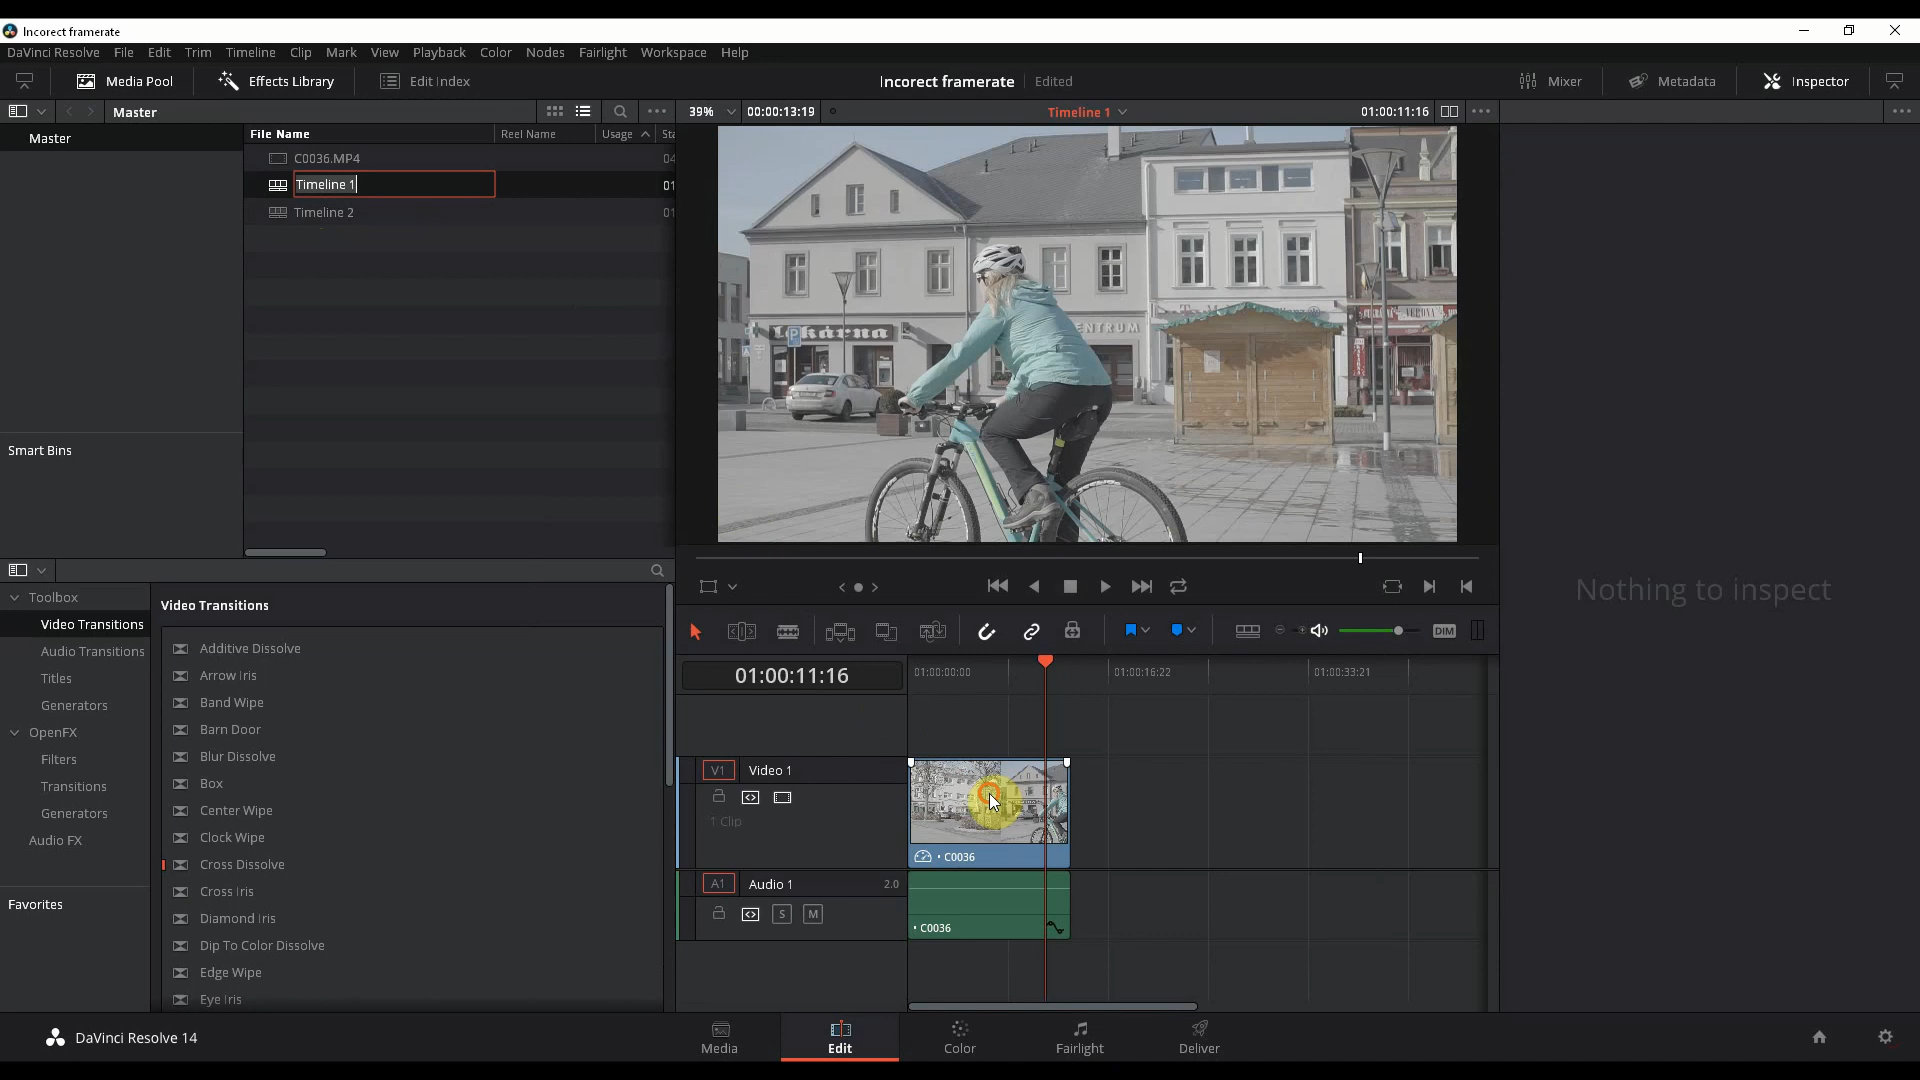 Incorect framerate
DaVinci Resolve File Edit Trim Timeline Clip Mark View Playback Color Nodes Fairlight Workspace Help
Media Pool Effects Library Edit Index Incorect framerate Edited Mixer Metadata Inspector
Master 39% 00:00:13:19 Timeline 1 01:00:11:16
Master
File Name Reel Name Usage Sta
C0036.MP4 04
Timeline 1 01
Timeline 2 01
Lekárna
CENTRUM
Smart Bins
Nothing to inspect
Toolbox
Video Transitions
Audio Transitions
Titles
Generators
OpenFX
Filters
Transitions
Generators
Audio FX
Favorites
Video Transitions
Additive Dissolve
Arrow Iris
Band Wipe
Barn Door
Blur Dissolve
Box
Center Wipe
Clock Wipe
Cross Dissolve
Cross Iris
Diamond Iris
Dip To Color Dissolve
Edge Wipe
Eye Iris
DIM
01:00:11:16 01:00:00:00 01:00:16:22 01:00:33:21
V1 Video 1
1 Clip
• C0036
A1 Audio 1 2.0
S M
• C0036
DaVinci Resolve 14
Media Edit Color Fairlight Deliver